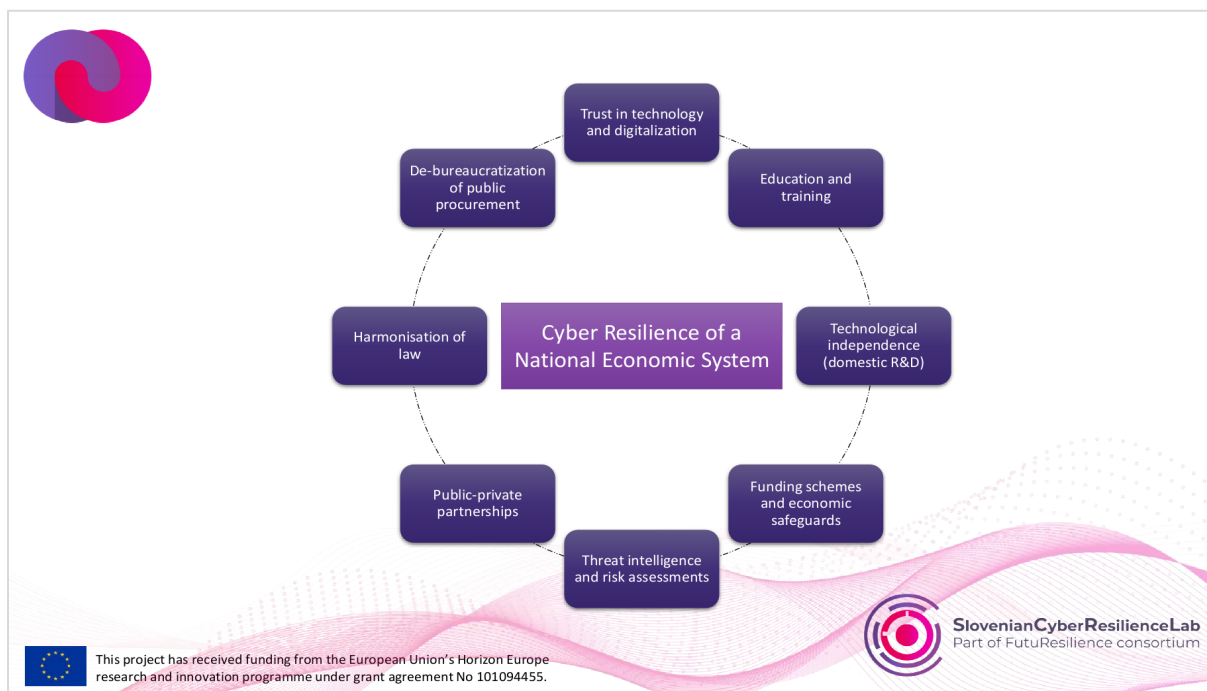 Trust in technology
and digitalization
De-bureaucratization
of public
procurement
Education and
training
Harmonisation of
law
Cyber Resilience of a
National Economic System
Technological
independence
(domestic R&D)
Public-private
partnerships
Funding schemes
and economic
safeguards
Threat intelligence
and risk assessments
SlovenianCyberResilienceLab
Part of FutuResilience consortium
This project has received funding from the European Union's Horizon Europe
research and innovation programme under grant agreement No 101094455.